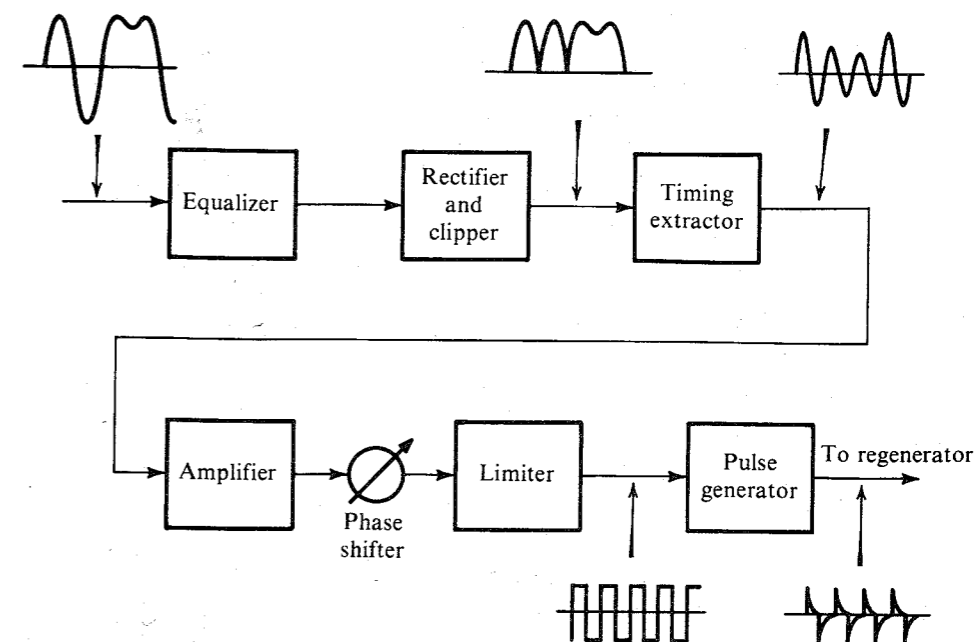 Equalizer
Rectifier
and
clipper
Timing
extractor
Amplifier
Phase
shifter
Limiter
Pulse
generator
To regenerator